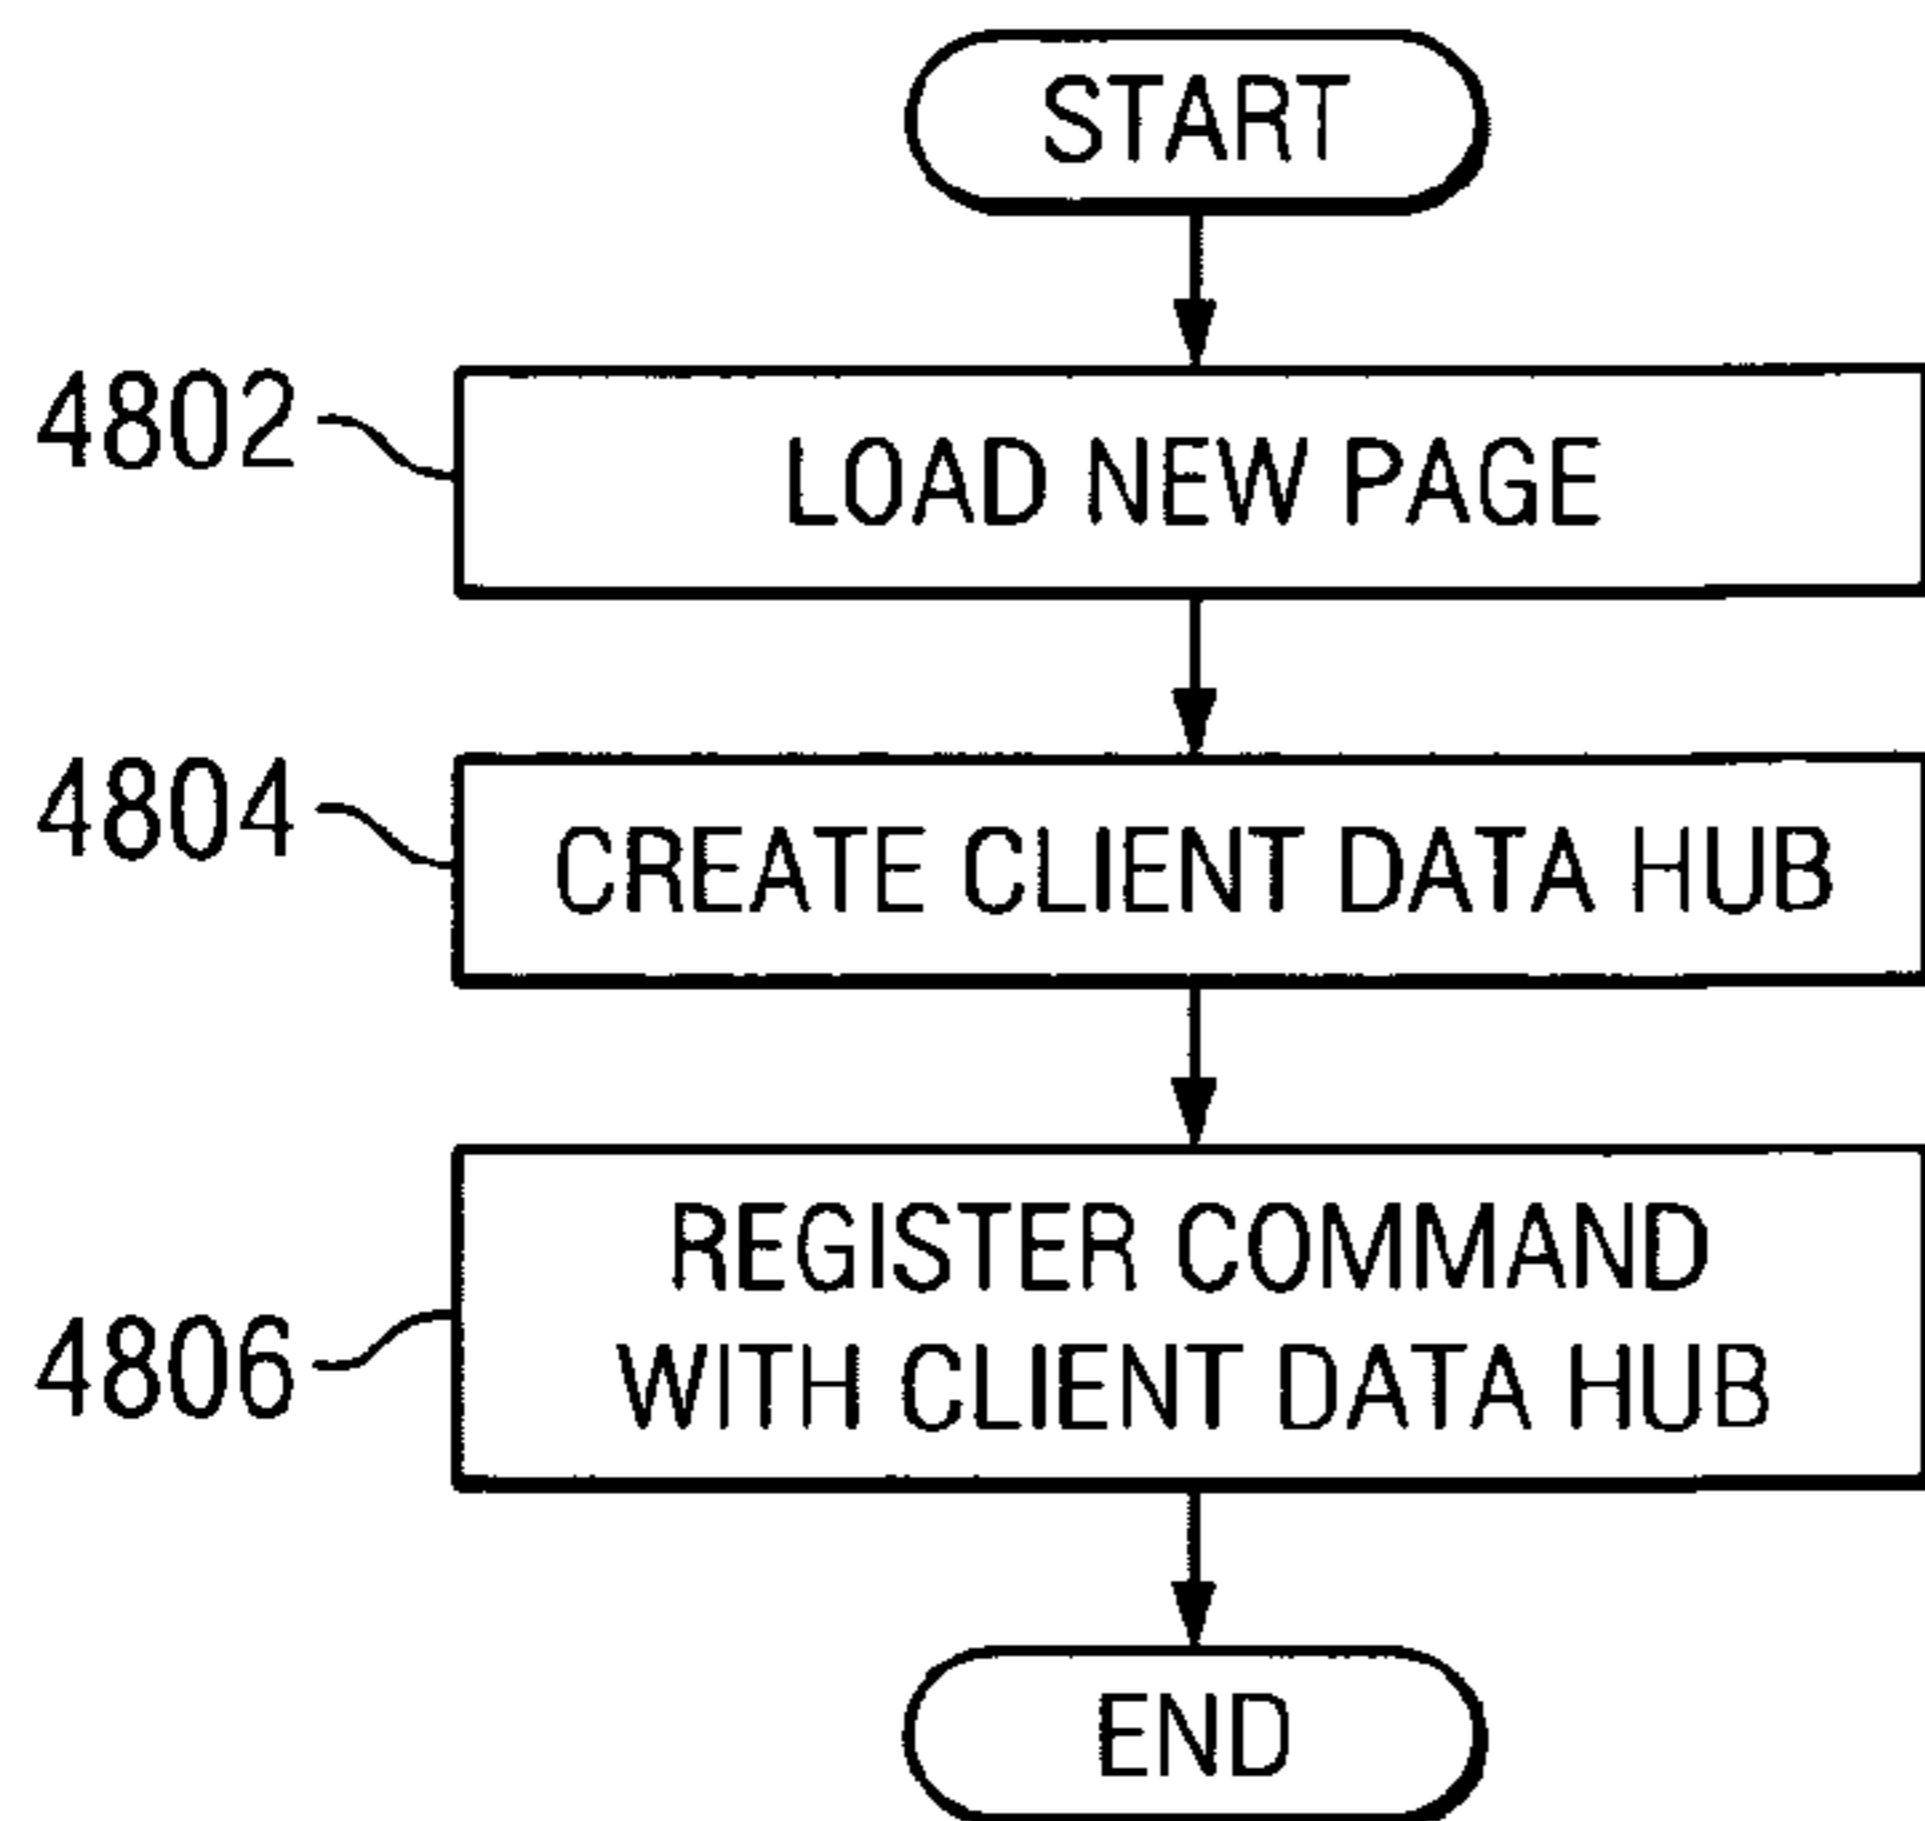 START
4802
LOAD NEW PAGE
4804
CREATE CLIENT DATA HUB
REGISTER COMMAND
WITH CLIENT DATA HUB
4806
END